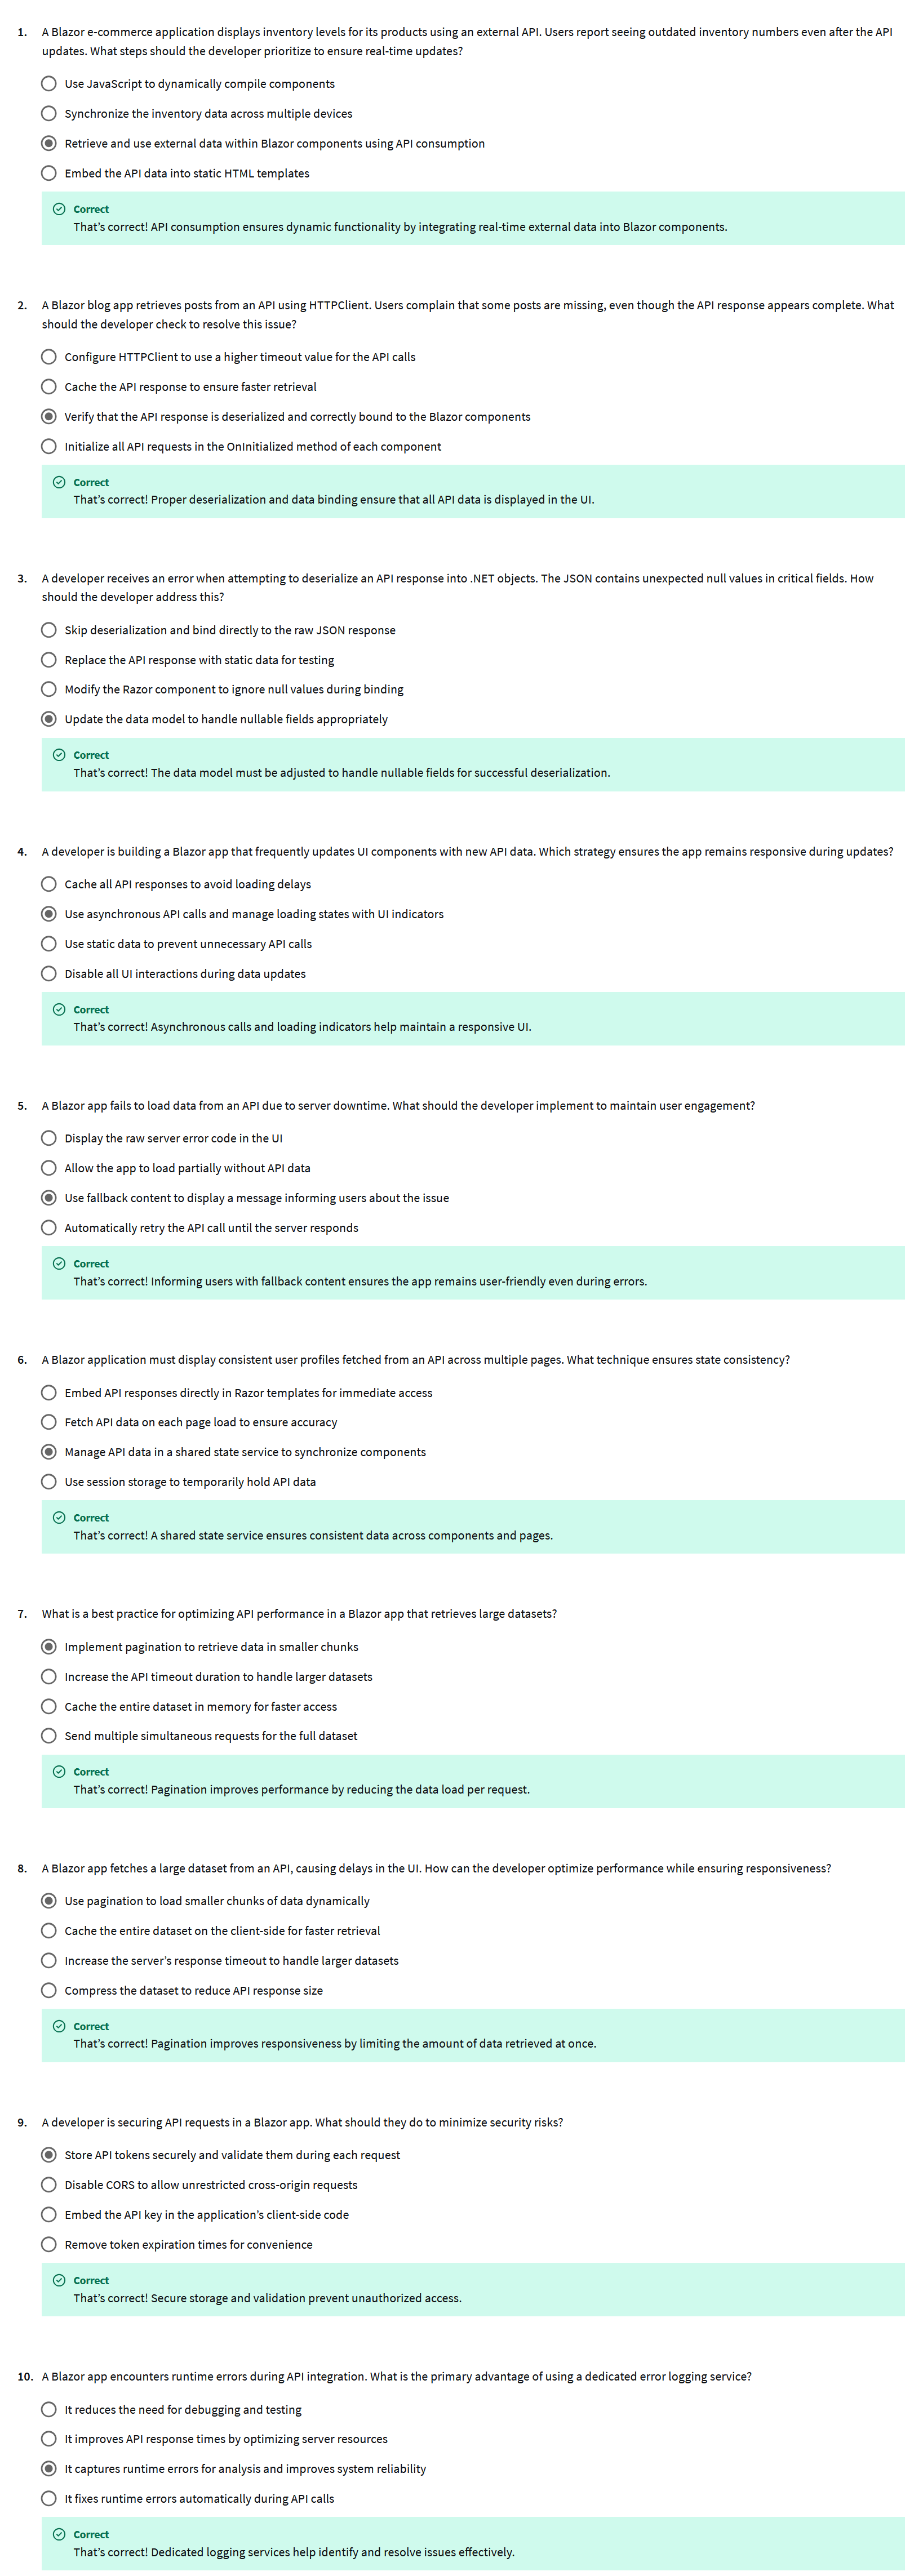 1. A Blazor e-commerce application displays inventory levels for its products using an external API. Users report seeing outdated inventory numbers even after the API
updates. What steps should the developer prioritize to ensure real-time updates?
Use JavaScript to dynamically compile components
Synchronize the inventory data across multiple devices
Retrieve and use external data within Blazor components using API consumption
Embed the API data into static HTML templates
Correct
That's correct! API consumption ensures dynamic functionality by integrating real-time external data into Blazor components.
2. A Blazor blog app retrieves posts from an API using HTTPClient. Users complain that some posts are missing, even though the API response appears complete. What
should the developer check to resolve this issue?
Configure HTTPClient to use a higher timeout value for the API calls
Cache the API response to ensure faster retrieval
Verify that the API response is deserialized and correctly bound to the Blazor components
Initialize all API requests in the OnInitialized method of each component
Correct
That's correct! Proper deserialization and data binding ensure that all API data is displayed in the UI.
3. A developer receives an error when attempting to deserialize an API response into .NET objects. The JSON contains unexpected null values in critical fields. How
should the developer address this?
Skip deserialization and bind directly to the raw JSON response
Replace the API response with static data for testing
Modify the Razor component to ignore null values during binding
Update the data model to handle nullable fields appropriately
Correct
That's correct! The data model must be adjusted to handle nullable fields for successful deserialization.
4. A developer is building a Blazor app that frequently updates UI components with new API data. Which strategy ensures the app remains responsive during updates?
Cache all API responses to avoid loading delays
Use asynchronous API calls and manage loading states with UI indicators
Use static data to prevent unnecessary API calls
Disable all UI interactions during data updates
Correct
That's correct! Asynchronous calls and loading indicators help maintain a responsive UI.
5. A Blazor app fails to load data from an API due to server downtime. What should the developer implement to maintain user engagement?
Display the raw server error code in the UI
Allow the app to load partially without API data
Use fallback content to display a message informing users about the issue
Automatically retry the API call until the server responds
Correct
That's correct! Informing users with fallback content ensures the app remains user-friendly even during errors.
6. A Blazor application must display consistent user profiles fetched from an API across multiple pages. What technique ensures state consistency?
Embed API responses directly in Razor templates for immediate access
Fetch API data on each page load to ensure accuracy
Manage API data in a shared state service to synchronize components
Use session storage to temporarily hold API data
Correct
That's correct! A shared state service ensures consistent data across components and pages.
7. What is a best practice for optimizing API performance in a Blazor app that retrieves large datasets?
Implement pagination to retrieve data in smaller chunks
Increase the API timeout duration to handle larger datasets
Cache the entire dataset in memory for faster access
Send multiple simultaneous requests for the full dataset
Correct
That's correct! Pagination improves performance by reducing the data load per request.
8. A Blazor app fetches a large dataset from an API, causing delays in the UI. How can the developer optimize performance while ensuring responsiveness?
Use pagination to load smaller chunks of data dynamically
Cache the entire dataset on the client-side for faster retrieval
Increase the server's response timeout to handle larger datasets
Compress the dataset to reduce API response size
Correct
That's correct! Pagination improves responsiveness by limiting the amount of data retrieved at once.
9. A developer is securing API requests in a Blazor app. What should they do to minimize security risks?
Store API tokens securely and validate them during each request
Disable CORS to allow unrestricted cross-origin requests
Embed the API key in the application's client-side code
Remove token expiration times for convenience
Correct
That's correct! Secure storage and validation prevent unauthorized access.
10. A Blazor app encounters runtime errors during API integration. What is the primary advantage of using a dedicated error logging service?
It reduces the need for debugging and testing
It improves API response times by optimizing server resources
It captures runtime errors for analysis and improves system reliability
It fixes runtime errors automatically during API calls
Correct
That's correct! Dedicated logging services help identify and resolve issues effectively.